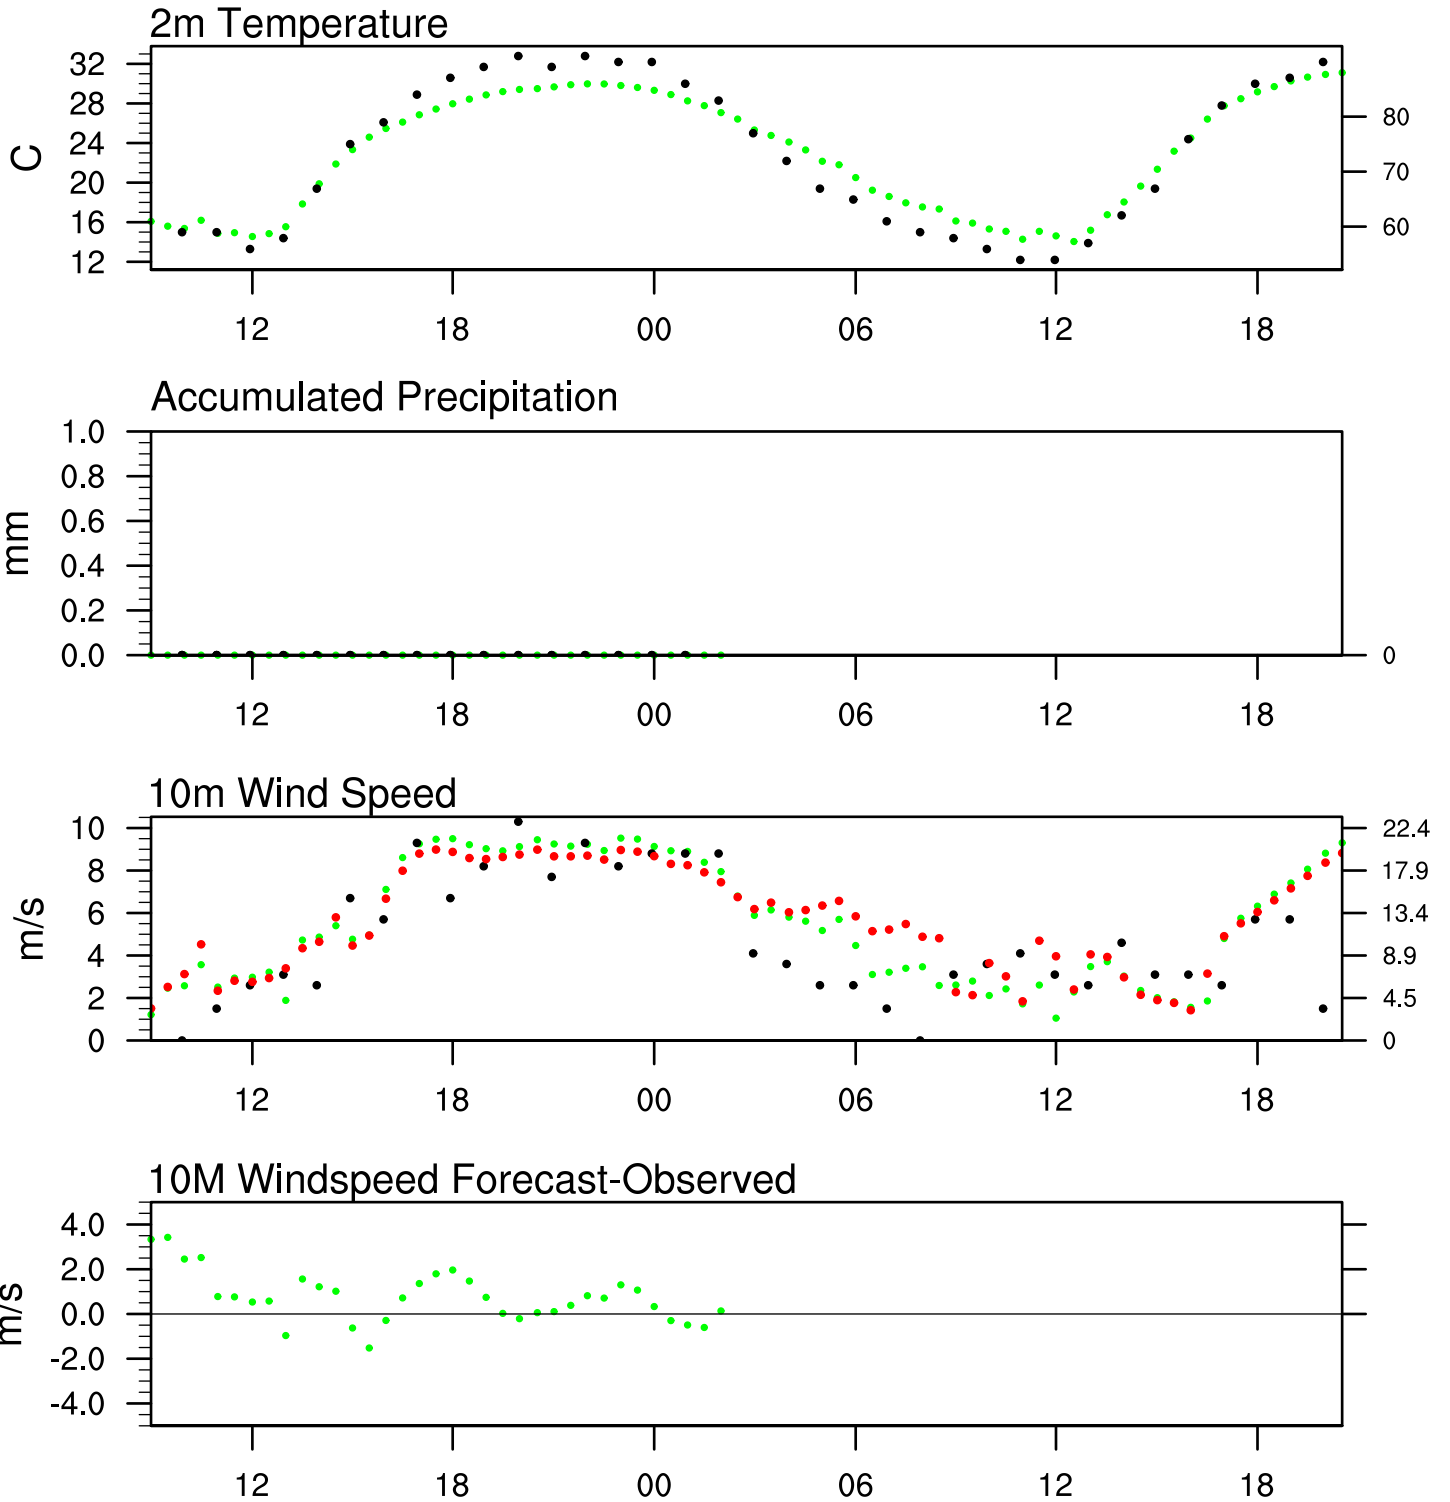 2m Temperature
32
28
24
20
16
12
C
80
70
60
12 18 00 06 12 18
Accumulated Precipitation
1.0
0.8
0.6
0.4
0.2
0.0
mm
0
12 18 00 06 12 18
10m Wind Speed
10
8
6
4
2
0
m/s
22.4
17.9
13.4
8.9
4.5
0
12 18 00 06 12 18
10M Windspeed Forecast-Observed
4.0
2.0
0.0
-2.0
-4.0
m/s
12 18 00 06 12 18